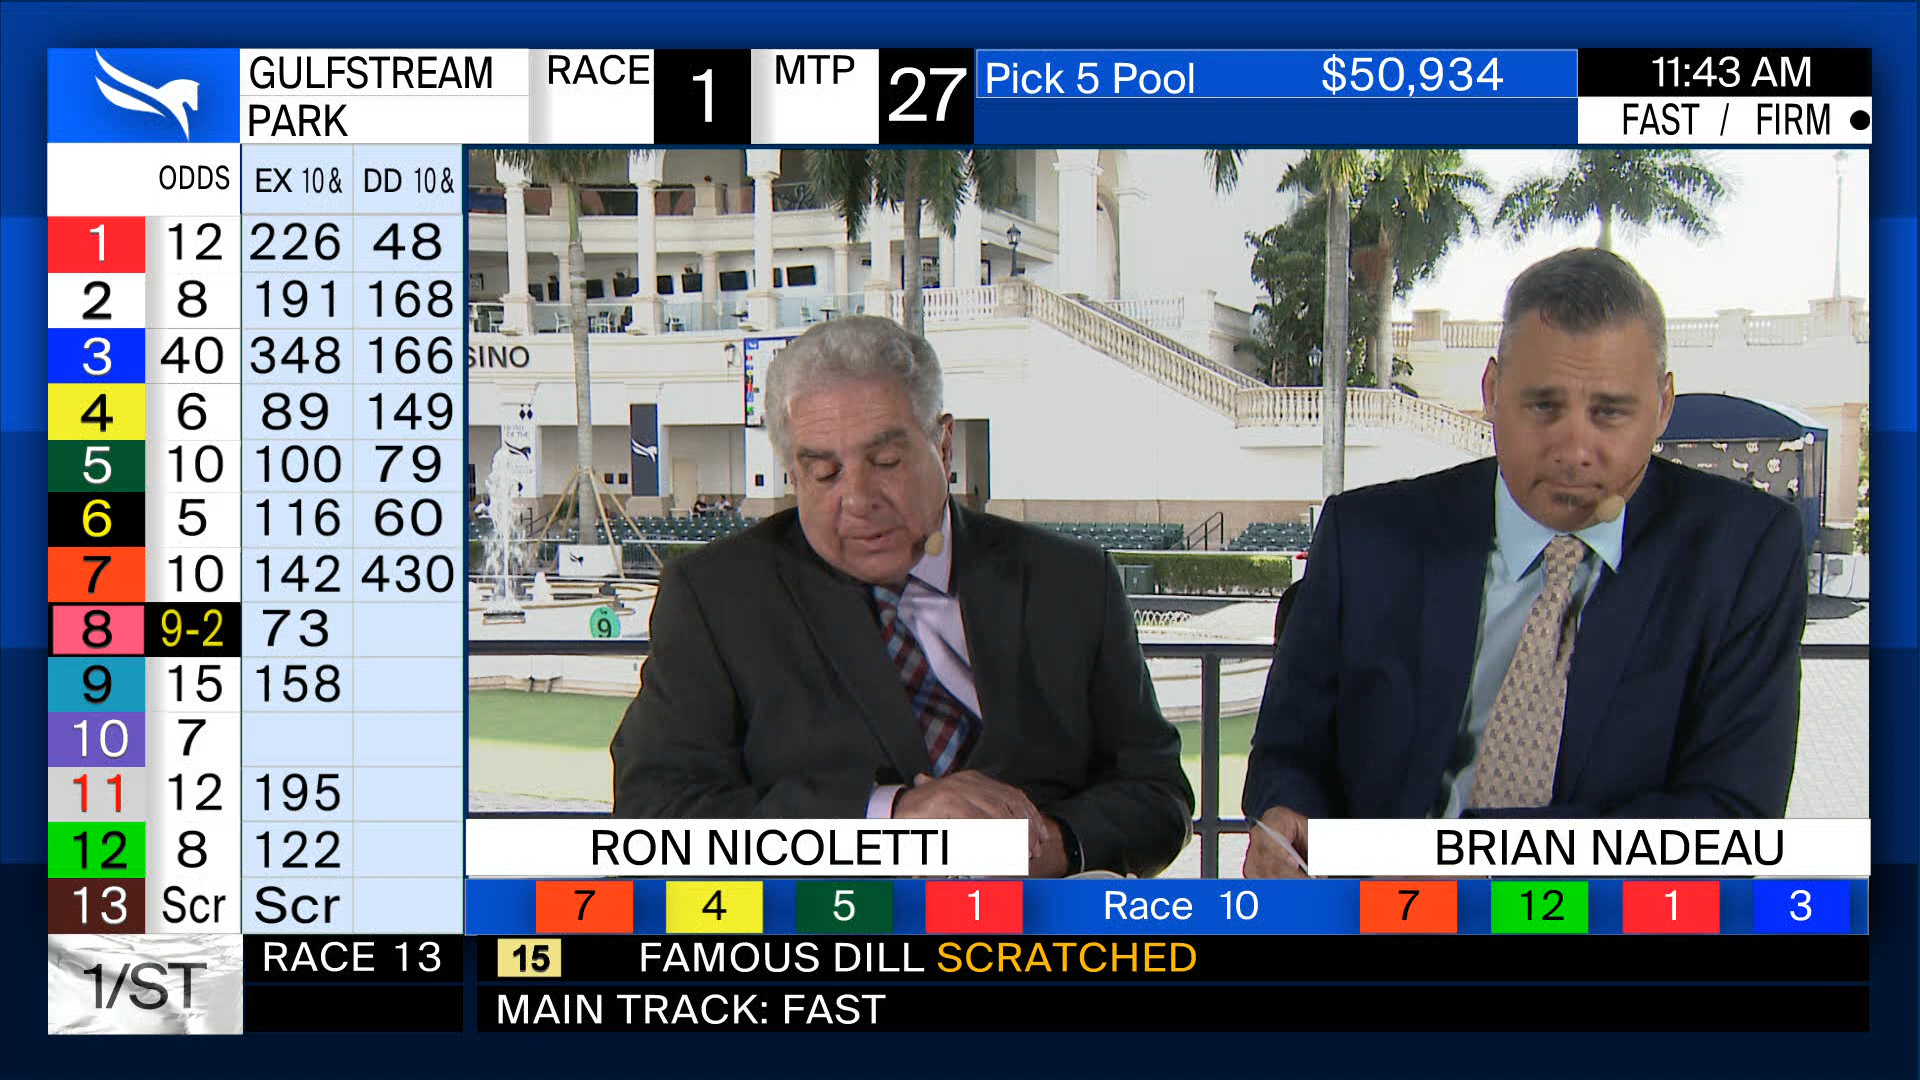 GULFSTREAM PARK
RACE 1 MTP 27
Pick 5 Pool $50,934
11:43 AM
FAST / FIRM
ODDS EX 10& DD 10&
1 12 226 48
2 8 191 168
3 40 348 166
4 6 89 149
5 10 100 79
6 5 116 60
7 10 142 430
8 9-2 73
9 15 158
10 7
11 12 195
12 8 122
13 Scr Scr
SINO
9
RON NICOLETTI
BRIAN NADEAU
7 4 5 1 Race 10 7 12 1 3
1/ST
RACE 13
15 FAMOUS DILL SCRATCHED
MAIN TRACK: FAST